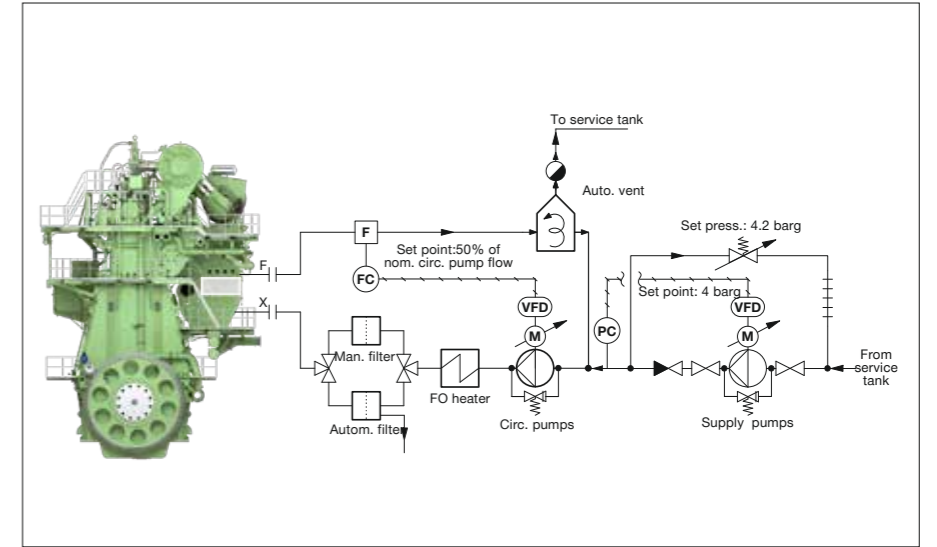 To service tank
Auto. vent
Set press.: 4.2 barg
F
F
Set point:50% of
nom. circ. pump flow
FC
Set point: 4 barg
X
VFD
VFD
PC
M
M
Man. filter
From
service
tank
FO heater
Autom. filter
Circ. pumps
Supply pumps